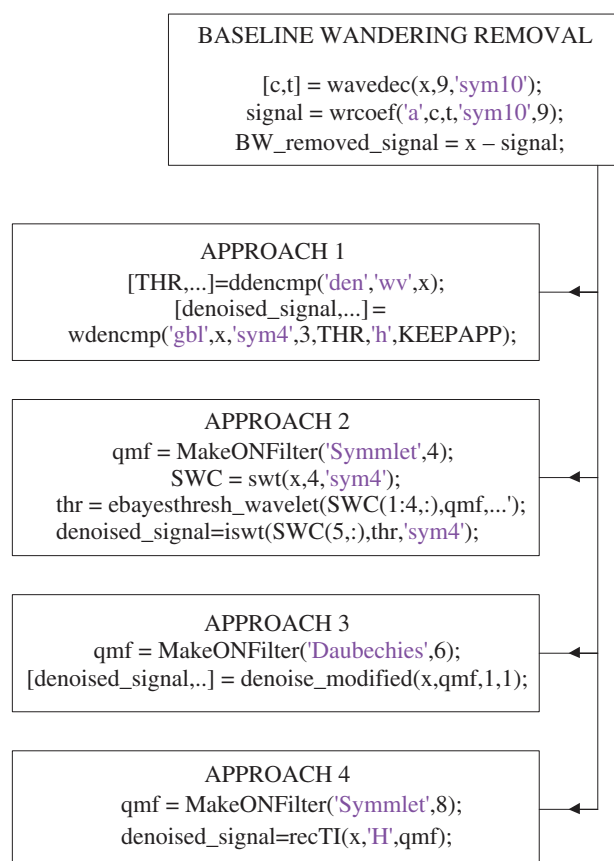 BASELINE WANDERING REMOVAL
[c,t] = wavedec(x,9,'sym10');
signal = wrcoef('a',c,t,'sym10',9);
BW_removed_signal = x – signal;
APPROACH 1
[THR,...]=ddencmp('den','wv',x);
[denoised_signal,...] =
wdencmp('gbl',x,'sym4',3,THR,'h',KEEPAPP);
APPROACH 2
qmf = MakeONFilter('Symmlet',4);
SWC = swt(x,4,'sym4');
thr = ebayesthresh_wavelet(SWC(1:4,:),qmf,...');
denoised_signal=iswt(SWC(5,:),thr,'sym4');
APPROACH 3
qmf = MakeONFilter('Daubechies',6);
[denoised_signal,..] = denoise_modified(x,qmf,1,1);
APPROACH 4
qmf = MakeONFilter('Symmlet',8);
denoised_signal=recTI(x,'H',qmf);